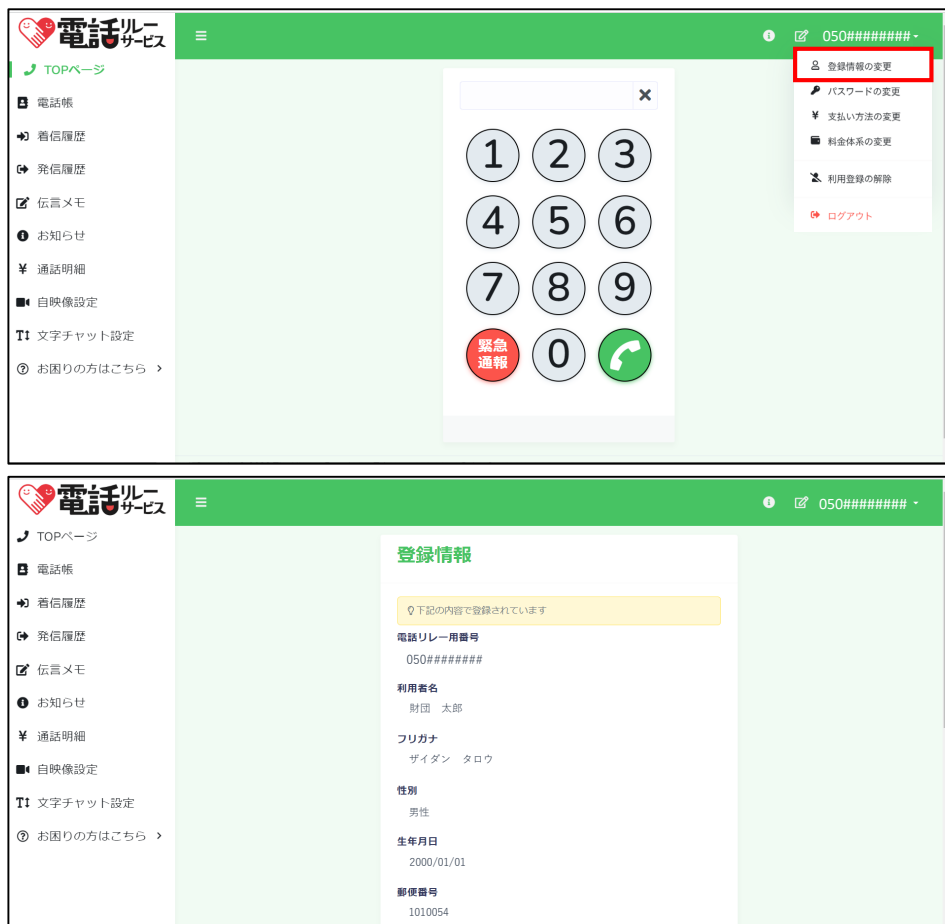 電話リレーサービス
050########
TOPページ
電話帳
着信履歴
発信履歴
伝言メモ
お知らせ
通話明細
自映像設定
文字チャット設定
お困りの方はこちら
1 2 3
4 5 6
7 8 9
緊急通報 0
登録情報の変更
パスワードの変更
支払い方法の変更
料金体系の変更
利用登録の解除
ログアウト
電話リレーサービス
050########
TOPページ
電話帳
着信履歴
発信履歴
伝言メモ
お知らせ
通話明細
自映像設定
文字チャット設定
お困りの方はこちら
登録情報
下記の内容で登録されています
電話リレー用番号
050########
利用者名
財団 太郎
フリガナ
ザイダン タロウ
性別
男性
生年月日
2000/01/01
郵便番号
1010054